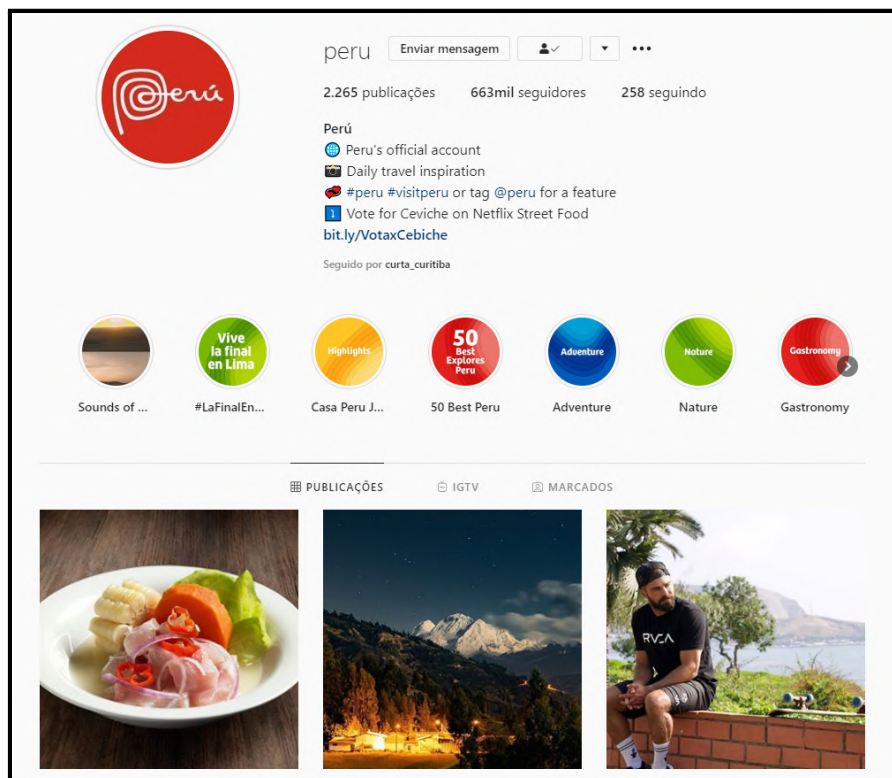 Perú
peru Enviar mensagem
2.265 publicações 663mil seguidores 258 seguindo
Perú
Peru's official account
Daily travel inspiration
#peru #visitperu or tag @peru for a feature
Vote for Ceviche on Netflix Street Food
bit.ly/VotaxCebiche
Seguido por curta_curitiba
Vive
la final
en Lima
Highlights
50
Best
Explores
Peru
Adventure
Nature
Gastronomy
Sounds of ... #LaFinalEn... Casa Peru J... 50 Best Peru Adventure Nature Gastronomy
PUBLICAÇÕES IGTV MARCADOS
RVCA